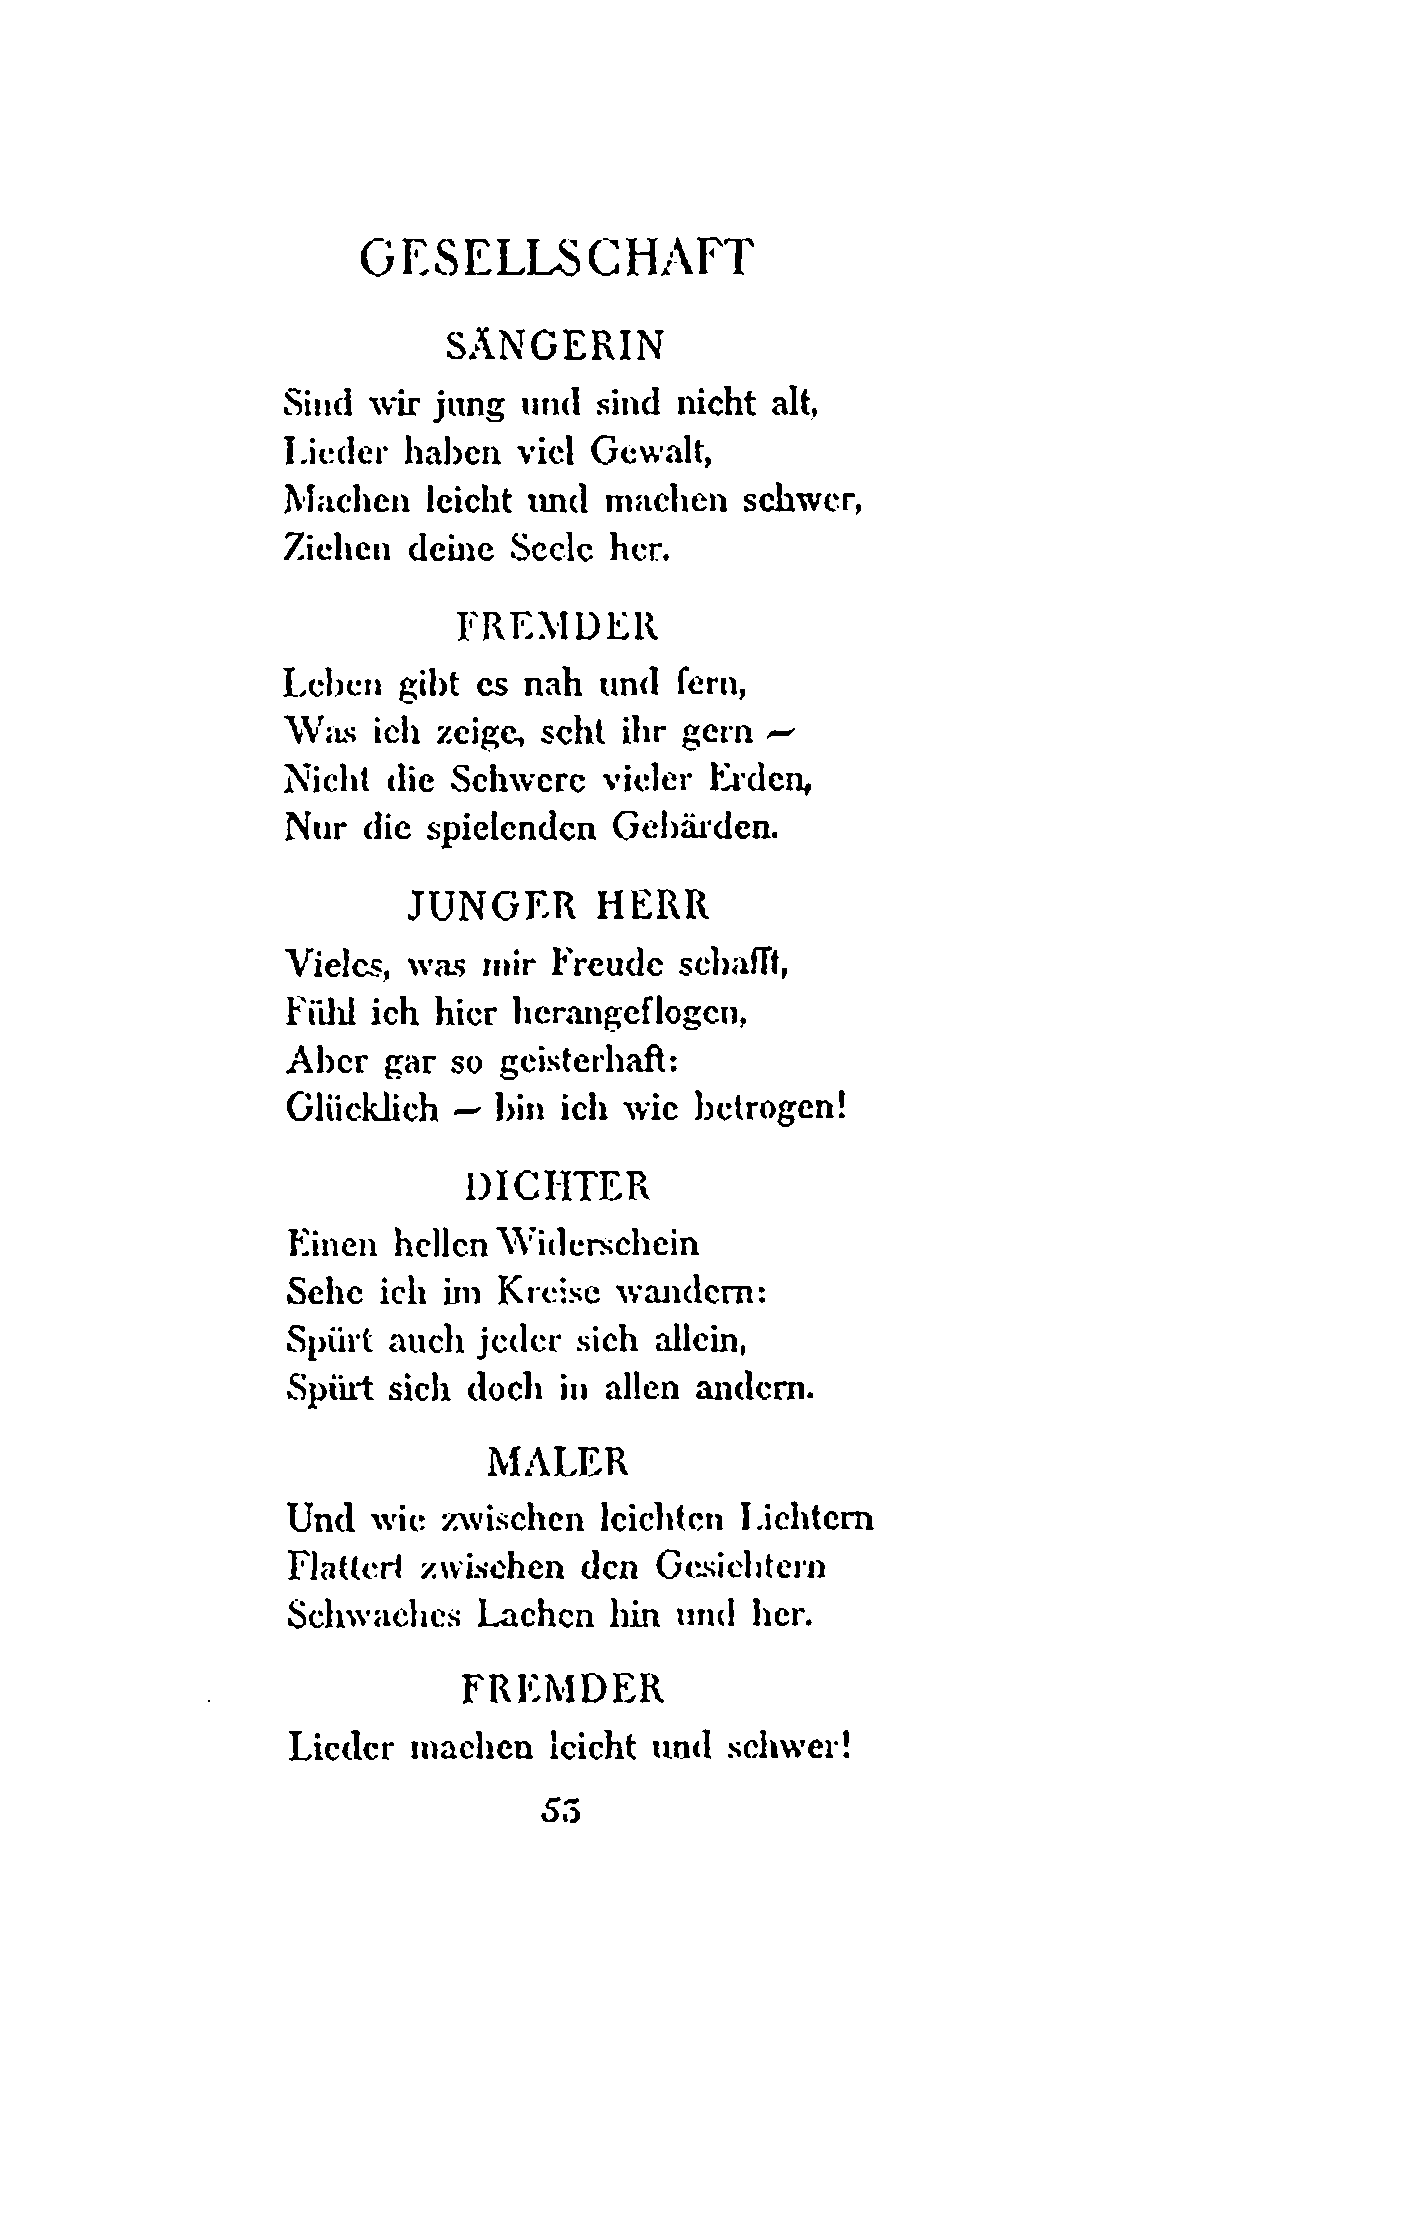 GESELLSCHAFT
SÄNGERIN
Sind wir jung und sind nicht alt,
Lieder haben viel Gewalt,
Machen leicht und machen schwer,
Ziehen deine Seele her.
FREMDER
Leben gibt es nah und fern,
Was ich zeige, seht ihr gern –
Nicht die Schwere vieler Erden,
Nur die spielenden Gebärden.
JUNGER HERR
Vieles, was mir Freude schafft,
Fühl ich hier herangeflogen,
Aber gar so geisterhaft:
Glücklich – bin ich wie betrogen!
DICHTER
Einen hellen Widerschein
Sehe ich im Kreise wandern:
Spürt auch jeder sich allein,
Spürt sich doch in allen andern.
MALER
Und wie zwischen leichten Lichtern
Flattert zwischen den Gesichtern
Schwaches Lachen hin und her.
FREMDER
Lieder machen leicht und schwer!
53